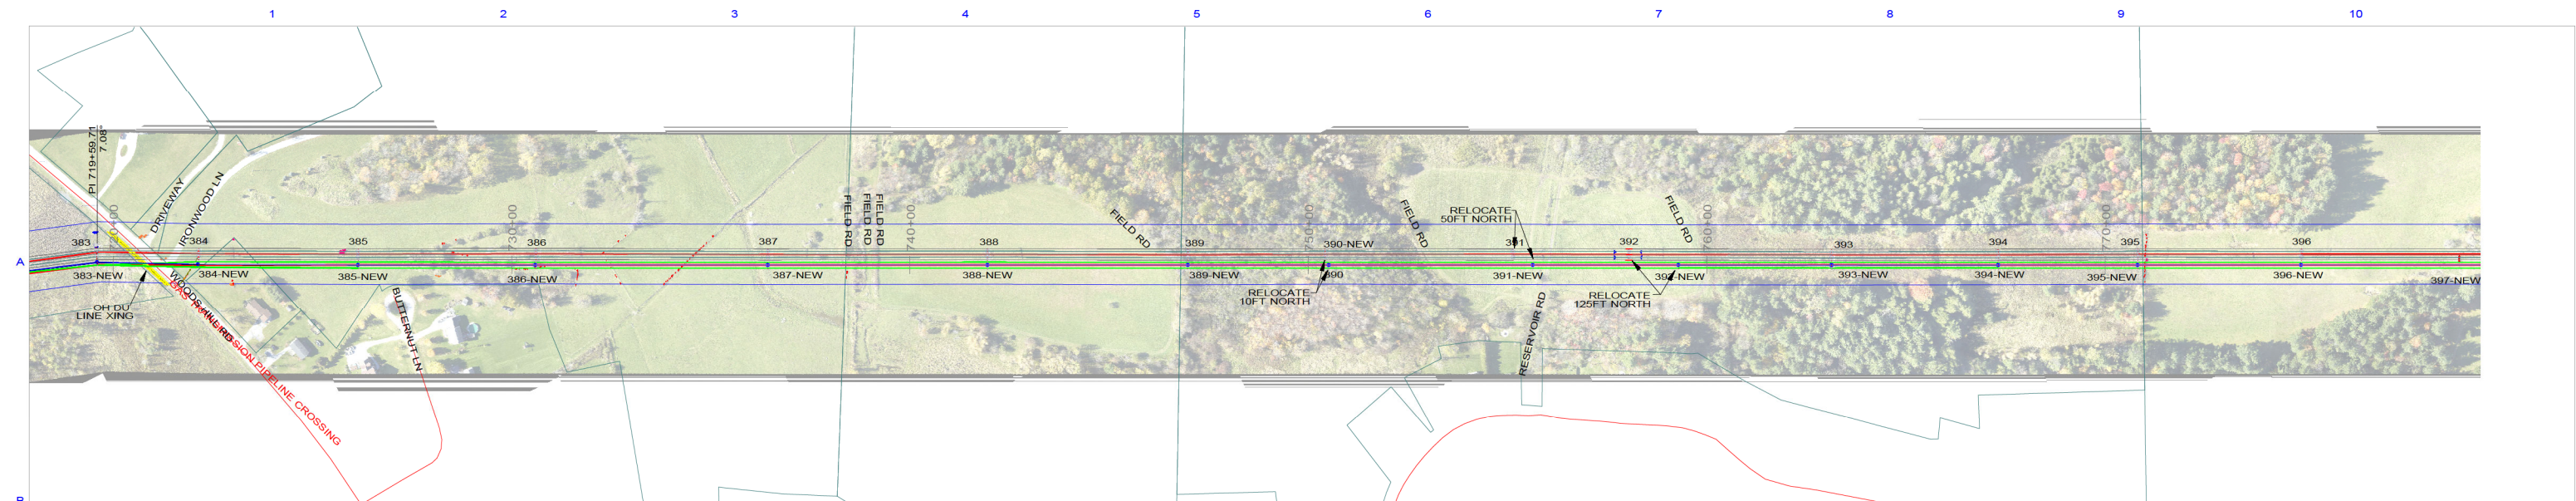 1 2 3 4 5 6 7 8 9 10
PI 719+59.71
7.08°
DRIVEWAY
IRONWOOD LN
FIELD RD
FIELD RD
FIELD RD
FIELD RD
FIELD RD
FIELD RD
730+00
740+00
750+00
760+00
770+00
RELOCATE
50FT NORTH
383
384
385
386
387
388
389
390-NEW
391
392
393
394
395
396
A
383-NEW
384-NEW
385-NEW
386-NEW
387-NEW
388-NEW
389-NEW
390
391-NEW
392-NEW
393-NEW
394-NEW
395-NEW
396-NEW
397-NEW
OH DU
LINE XING
WOODS HILL RD
GAS TRANSMISSION PIPELINE CROSSING
BUTTERNUT LN
RELOCATE
10FT NORTH
RESERVOIR RD
RELOCATE
125FT NORTH
B